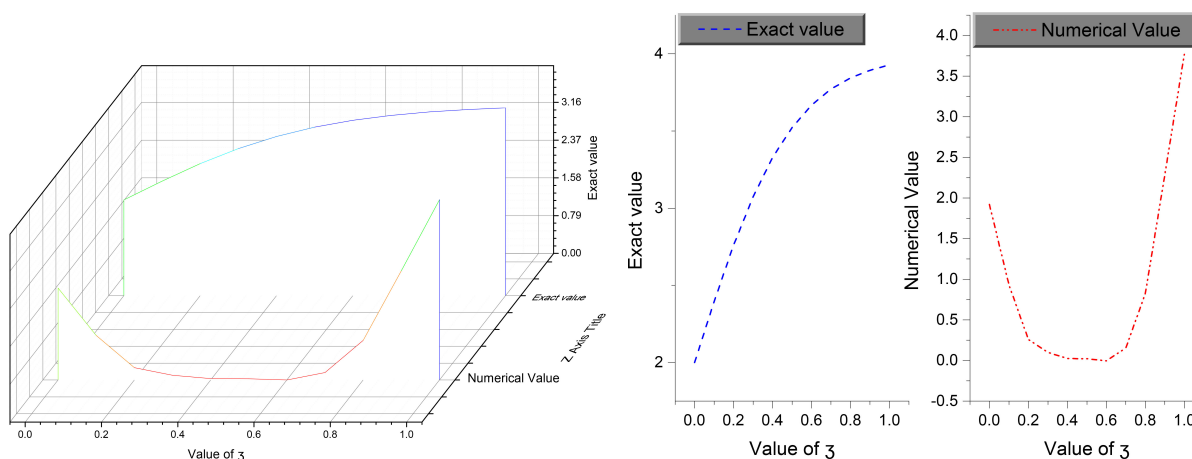 3.16
2.37
1.58
0.79
0.00
Exact value
Exact value
Z Axis Title
Numerical Value
0.0 0.2 0.4 0.6 0.8 1.0
Value of ʒ
Exact value
4
3
2
Exact value
0.0 0.2 0.4 0.6 0.8 1.0
Value of ʒ
Numerical Value
4.0
3.5
3.0
2.5
2.0
1.5
1.0
0.5
0.0
-0.5
Numerical Value
0.0 0.2 0.4 0.6 0.8 1.0
Value of ʒ